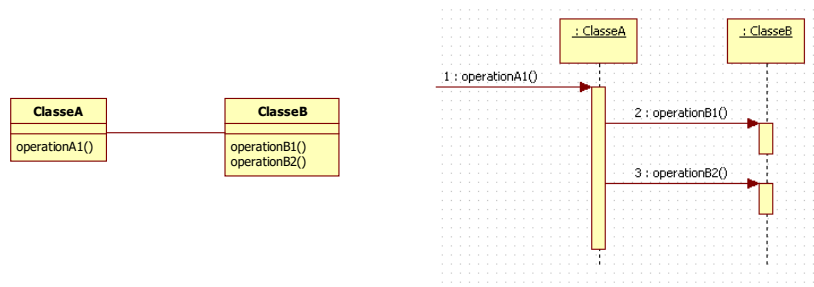 ClasseA
operationA1()
ClasseB
operationB1()
operationB2()
: ClasseA
: ClasseB
1 : operationA1()
2 : operationB1()
3 : operationB2()